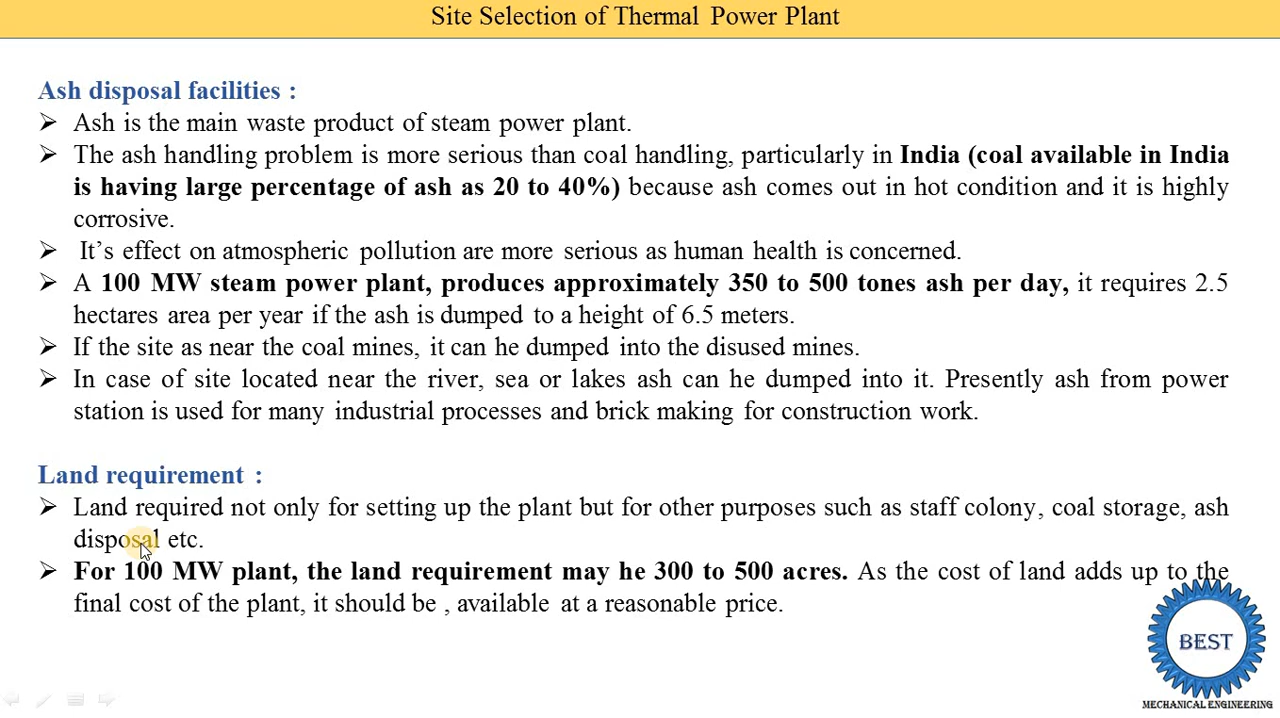 Site Selection of Thermal Power Plant
Ash disposal facilities :
➢ Ash is the main waste product of steam power plant.
➢ The ash handling problem is more serious than coal handling, particularly in India (coal available in India
is having large percentage of ash as 20 to 40%) because ash comes out in hot condition and it is highly
corrosive.
➢ It’s effect on atmospheric pollution are more serious as human health is concerned.
➢ A 100 MW steam power plant, produces approximately 350 to 500 tones ash per day, it requires 2.5
hectares area per year if the ash is dumped to a height of 6.5 meters.
➢ If the site as near the coal mines, it can he dumped into the disused mines.
➢ In case of site located near the river, sea or lakes ash can he dumped into it. Presently ash from power
station is used for many industrial processes and brick making for construction work.
Land requirement :
➢ Land required not only for setting up the plant but for other purposes such as staff colony, coal storage, ash
disposal etc.
➢ For 100 MW plant, the land requirement may he 300 to 500 acres. As the cost of land adds up to the
final cost of the plant, it should be , available at a reasonable price.
BEST
MECHANICAL ENGINEERING